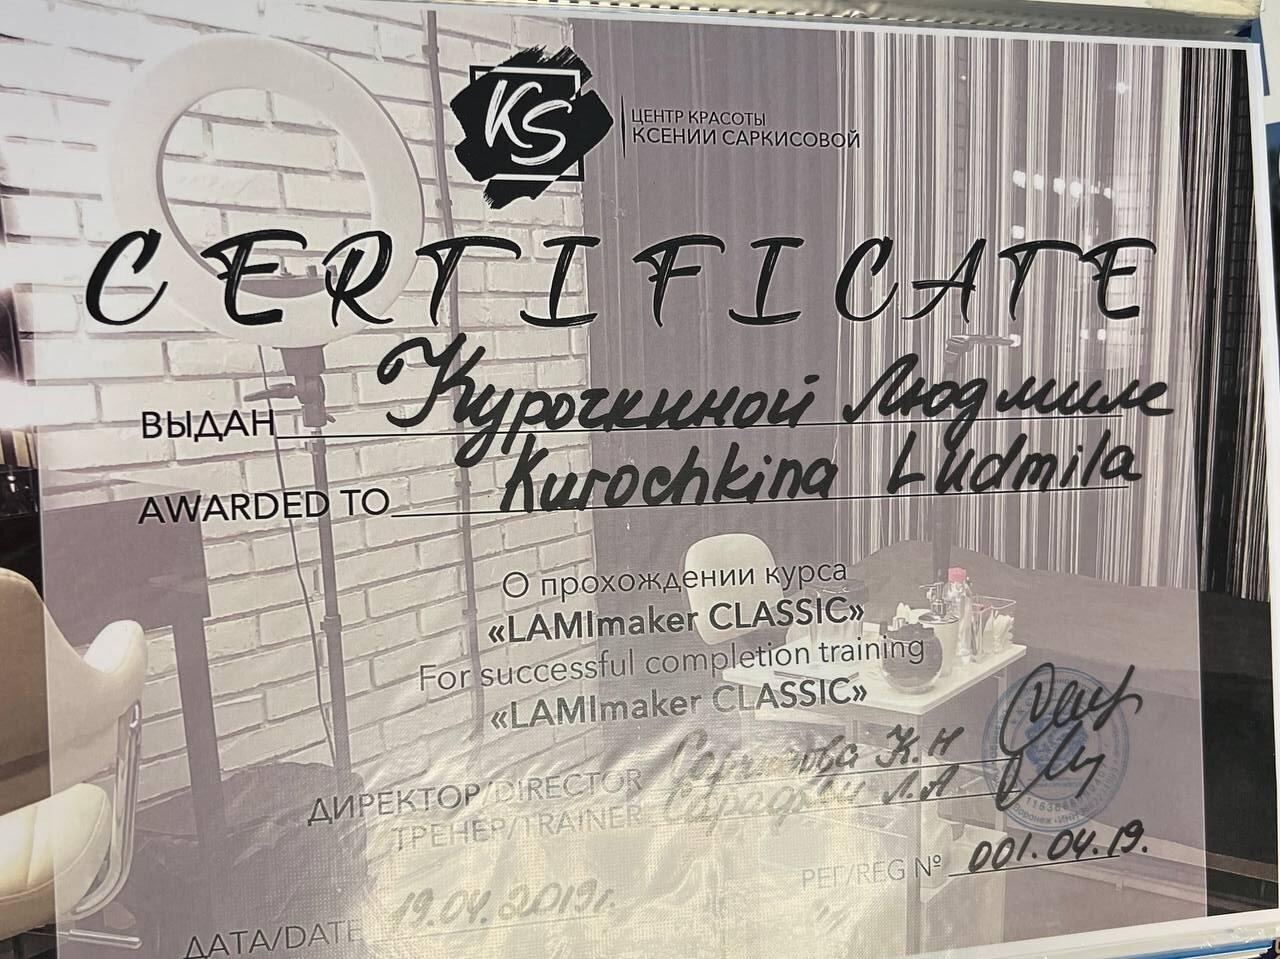 KS
ЦЕНТР КРАСОТЫ
КСЕНИИ САРКИСОВОЙ
CERTIFICATE
ВЫДАН Курочкиной Людмиле
AWARDED TO Kurochkina Ludmila
О прохождении курса
«LAMImaker CLASSIC»
For successful completion training
«LAMImaker CLASSIC»
ДИРЕКТОР/DIRECTOR Саркисова К.Н
ТРЕНЕР/TRAINER Л.А
РЕГ/REG № 001.04.19.
ДАТА/DATE 19.04.2019г.